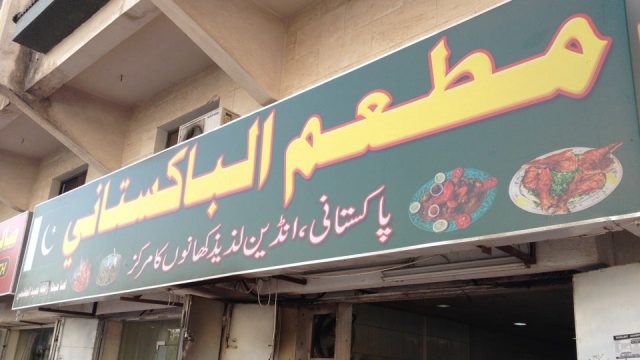 مطعم الباكستاني
پاکستانی، انڈین لذیذ کھانوں کا مرکز